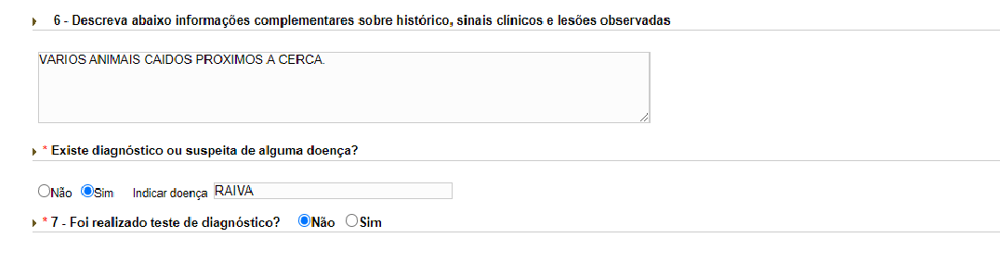 6 - Descreva abaixo informações complementares sobre histórico, sinais clínicos e lesões observadas
VARIOS ANIMAIS CAIDOS PROXIMOS A CERCA.
* Existe diagnóstico ou suspeita de alguma doença?
Não Sim Indicar doença RAIVA
* 7 - Foi realizado teste de diagnóstico? Não Sim